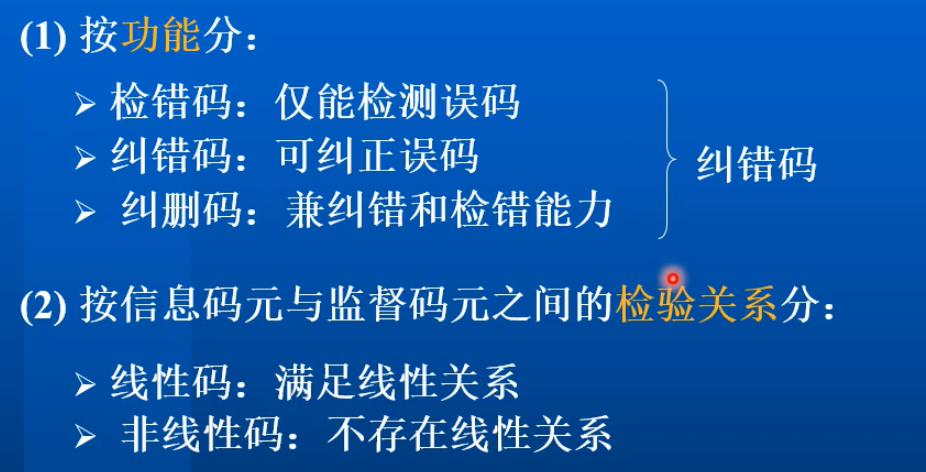 (1) 按功能分：
➢ 检错码：仅能检测误码
➢ 纠错码：可纠正误码
➢ 纠删码：兼纠错和检错能力
纠错码
(2) 按信息码元与监督码元之间的检验关系分：
➢ 线性码：满足线性关系
➢ 非线性码：不存在线性关系